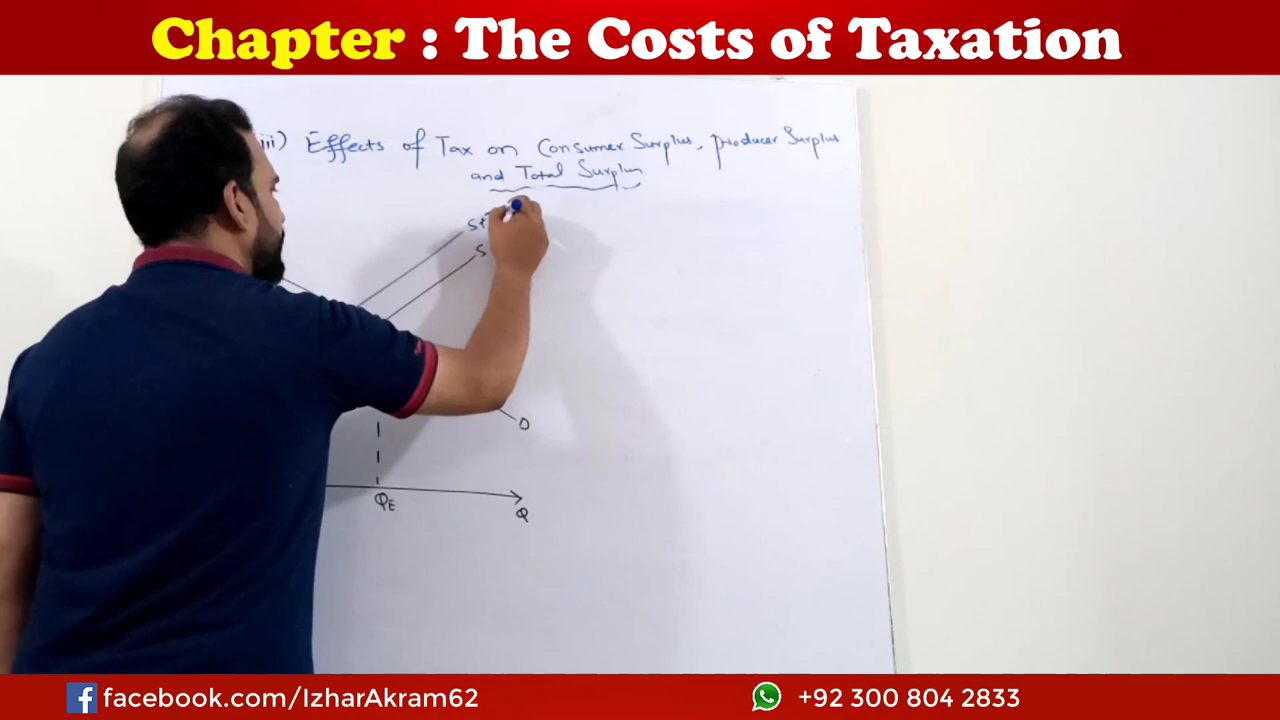 Chapter : The Costs of Taxation
iii) Effects of Tax on Consumer Surplus, Producer Surplus
and Total Surplus
S+T
S
D
QE
Q
facebook.com/IzharAkram62
+92 300 804 2833